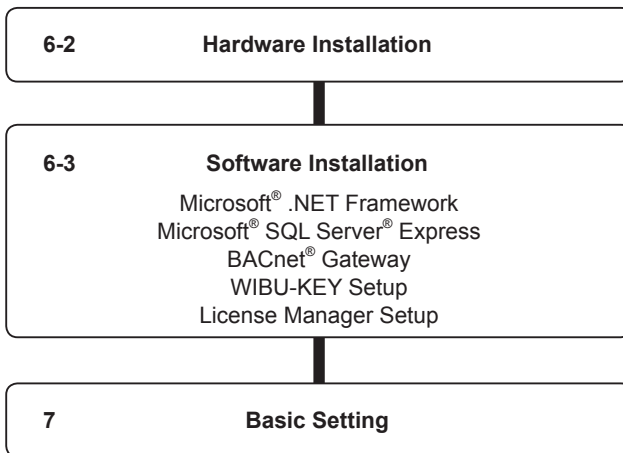 6-2 Hardware Installation
6-3 Software Installation
Microsoft® .NET Framework
Microsoft® SQL Server® Express
BACnet® Gateway
WIBU-KEY Setup
License Manager Setup
7 Basic Setting